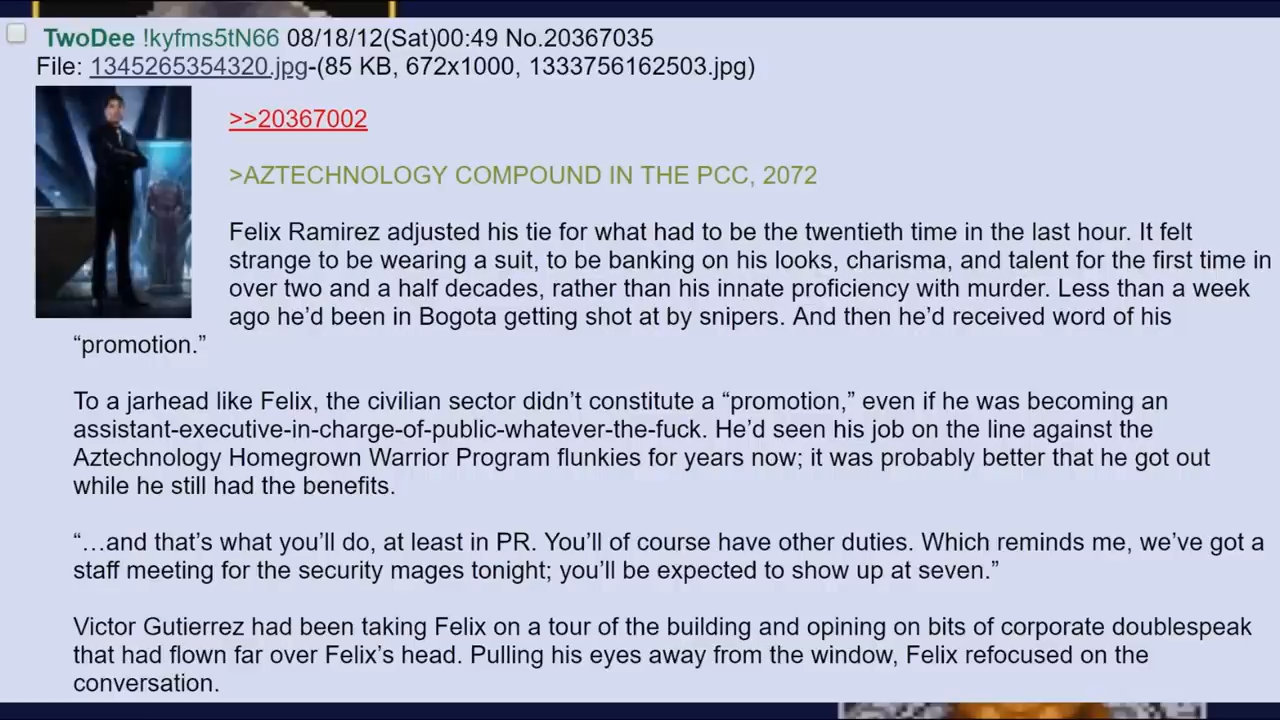 TwoDee !kyfms5tN66 08/18/12(Sat)00:49 No.20367035
File: 1345265354320.jpg-(85 KB, 672x1000, 1333756162503.jpg)
>>20367002
>AZTECHNOLOGY COMPOUND IN THE PCC, 2072
Felix Ramirez adjusted his tie for what had to be the twentieth time in the last hour. It felt
strange to be wearing a suit, to be banking on his looks, charisma, and talent for the first time in
over two and a half decades, rather than his innate proficiency with murder. Less than a week
ago he’d been in Bogota getting shot at by snipers. And then he’d received word of his
“promotion.”
To a jarhead like Felix, the civilian sector didn’t constitute a “promotion,” even if he was becoming an
assistant-executive-in-charge-of-public-whatever-the-fuck. He’d seen his job on the line against the
Aztechnology Homegrown Warrior Program flunkies for years now; it was probably better that he got out
while he still had the benefits.
“…and that’s what you’ll do, at least in PR. You’ll of course have other duties. Which reminds me, we’ve got a
staff meeting for the security mages tonight; you’ll be expected to show up at seven.”
Victor Gutierrez had been taking Felix on a tour of the building and opining on bits of corporate doublespeak
that had flown far over Felix’s head. Pulling his eyes away from the window, Felix refocused on the
conversation.